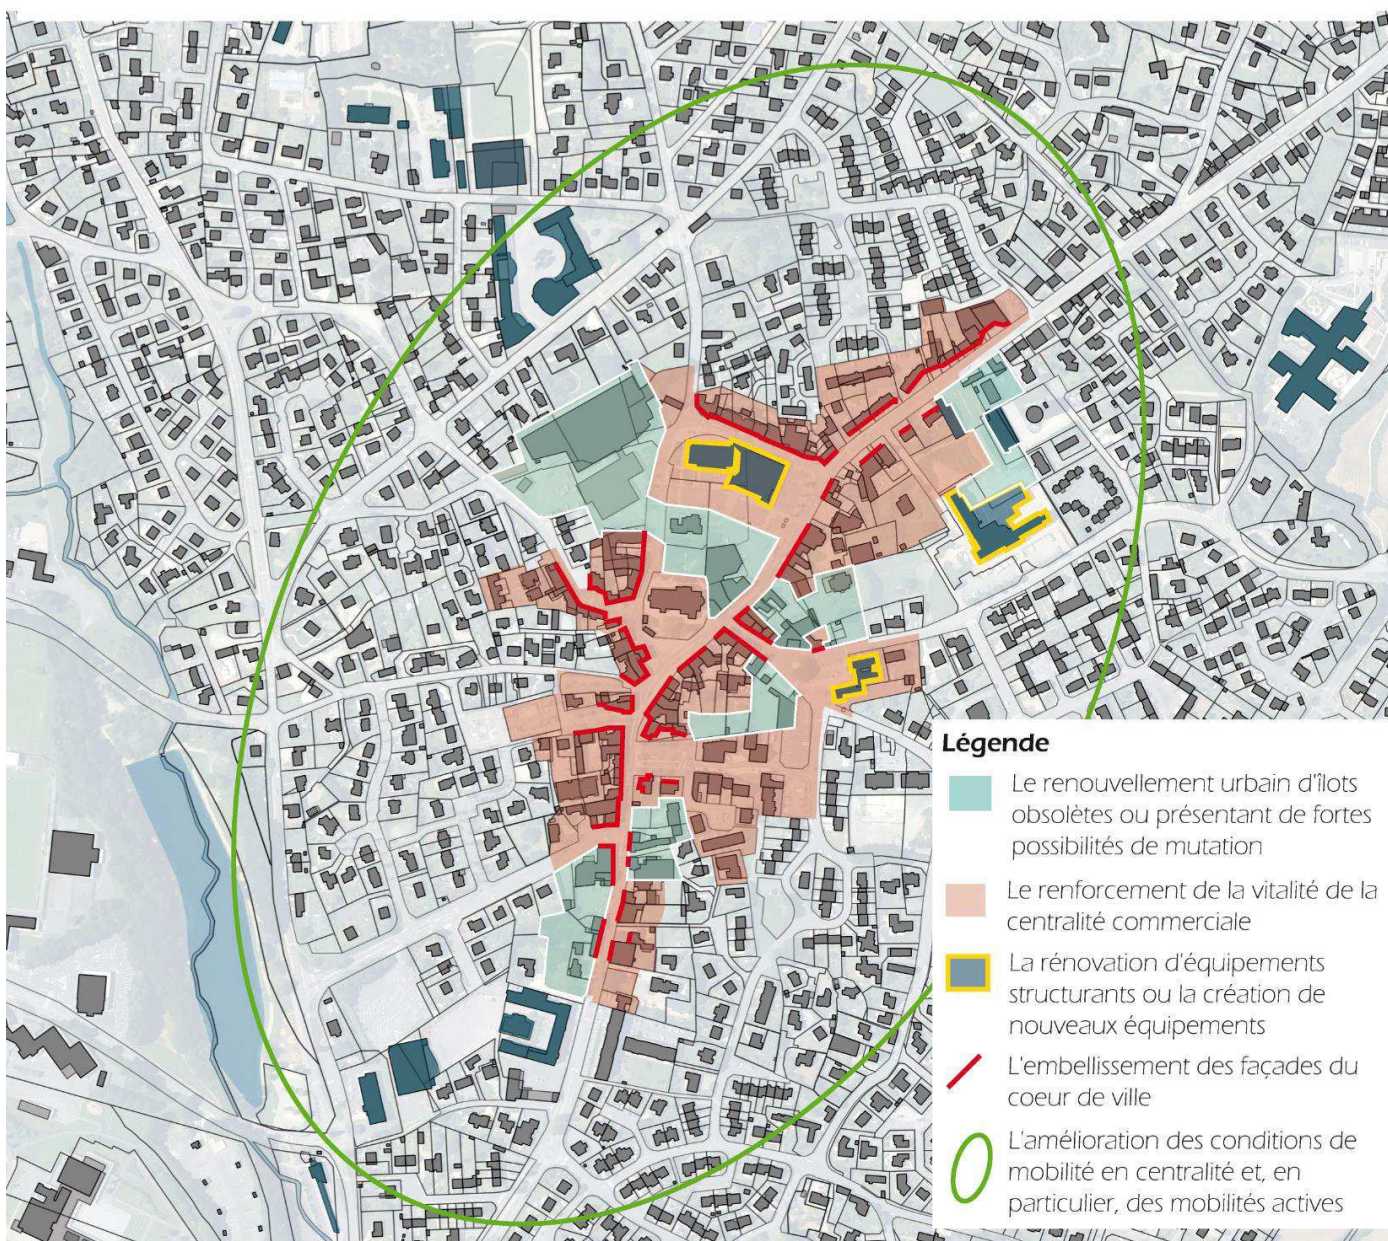 Légende
Le renouvellement urbain d'îlots
obsolètes ou présentant de fortes
possibilités de mutation
Le renforcement de la vitalité de la
centralité commerciale
La rénovation d'équipements
structurants ou la création de
nouveaux équipements
L'embellissement des façades du
coeur de ville
L'amélioration des conditions de
mobilité en centralité et, en
particulier, des mobilités actives